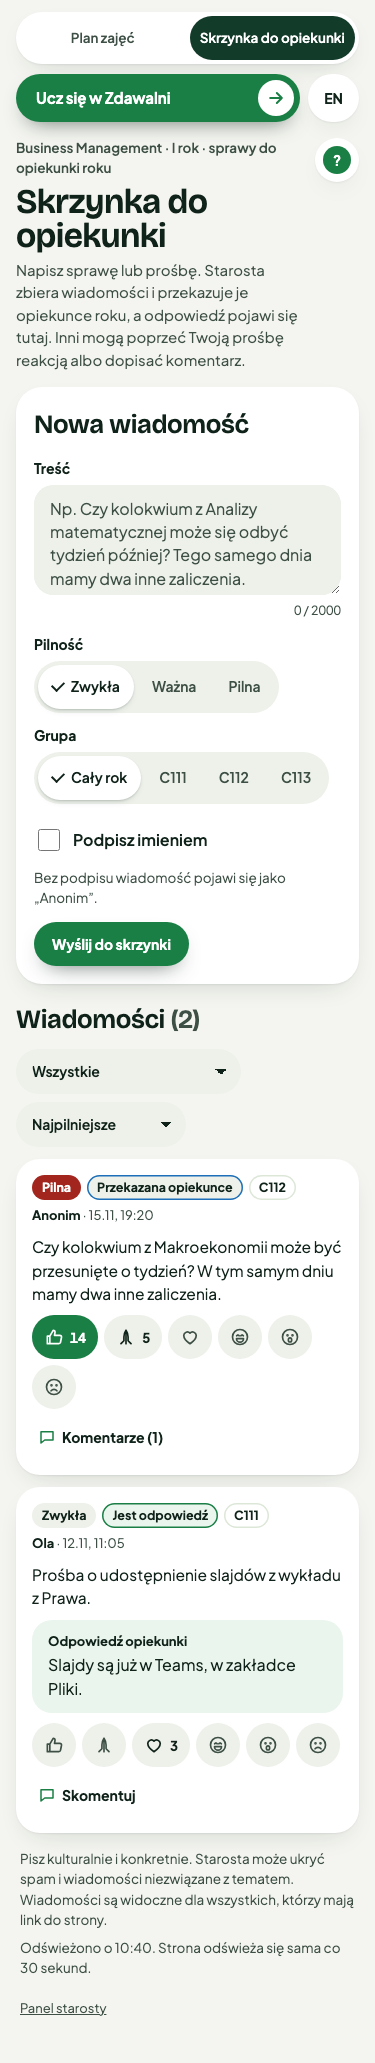 Plan zajęć
Skrzynka do opiekunki
Ucz się w Zdawalni
EN
Business Management · I rok · sprawy do
opiekunki roku
?
Skrzynka do
opiekunki
Napisz sprawę lub prośbę. Starosta
zbiera wiadomości i przekazuje je
opiekunce roku, a odpowiedź pojawi się
tutaj. Inni mogą poprzeć Twoją prośbę
reakcją albo dopisać komentarz.
Nowa wiadomość
Treść
Np. Czy kolokwium z Analizy
matematycznej może się odbyć
tydzień później? Tego samego dnia
mamy dwa inne zaliczenia.
0 / 2000
Pilność
Zwykła
Ważna
Pilna
Grupa
Cały rok
C111
C112
C113
Podpisz imieniem
Bez podpisu wiadomość pojawi się jako
„Anonim”.
Wyślij do skrzynki
Wiadomości (2)
Wszystkie
Najpilniejsze
Pilna
Przekazana opiekunce
C112
Anonim · 15.11, 19:20
Czy kolokwium z Makroekonomii może być
przesunięte o tydzień? W tym samym dniu
mamy dwa inne zaliczenia.
14
5
Komentarze (1)
Zwykła
Jest odpowiedź
C111
Ola · 12.11, 11:05
Prośba o udostępnienie slajdów z wykładu
z Prawa.
Odpowiedź opiekunki
Slajdy są już w Teams, w zakładce
Pliki.
3
Skomentuj
Pisz kulturalnie i konkretnie. Starosta może ukryć
spam i wiadomości niezwiązane z tematem.
Wiadomości są widoczne dla wszystkich, którzy mają
link do strony.
Odświeżono o 10:40. Strona odświeża się sama co
30 sekund.
Panel starosty